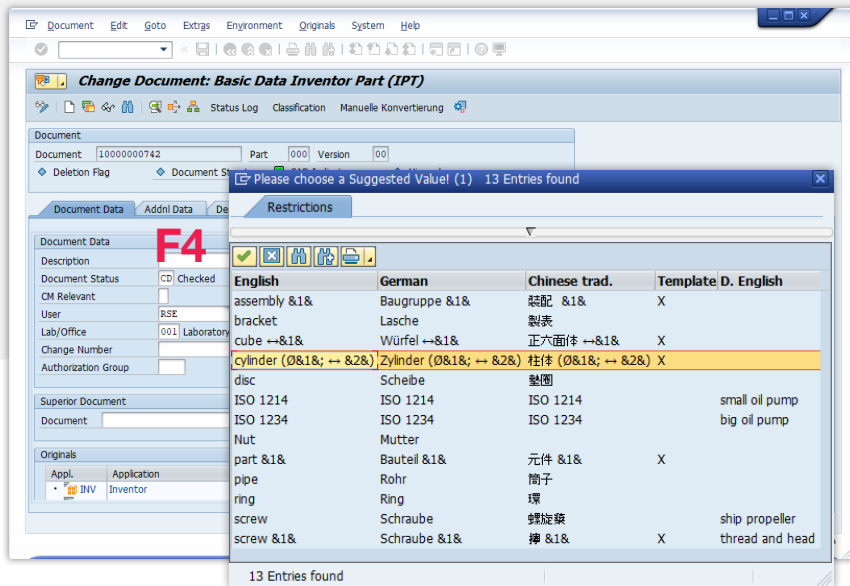 Document Edit Goto Extras Environment Originals System Help
Change Document: Basic Data Inventor Part (IPT)
Status Log Classification Manuelle Konvertierung
Document
Document 10000000742 Part 000 Version 00
Deletion Flag Document
Please choose a Suggested Value! (1) 13 Entries found
Restrictions
Document Data Addnl Data De
F4
Document Data
Description
Document Status CD Checked
CM Relevant
User RSE
Lab/Office 001 Laboratory
Change Number
Authorization Group
Superior Document
Document
Originals
Appl. Application
INV Inventor
English German Chinese trad. Template D. English
assembly &1& Baugruppe &1& 裝配 &1& X
bracket Lasche 製表
cube ↔&1& Würfel ↔&1& 正六面体 ↔&1& X
cylinder (Ø&1&; ↔ &2&) Zylinder (Ø&1&; ↔ &2&) 柱体 (Ø&1&; ↔ &2&) X
disc Scheibe 墊圈
ISO 1214 ISO 1214 ISO 1214 small oil pump
ISO 1234 ISO 1234 ISO 1234 big oil pump
Nut Mutter
part &1& Bauteil &1& 元件 &1& X
pipe Rohr 筒子
ring Ring 環
screw Schraube 螺旋槳 ship propeller
screw &1& Schraube &1& &1& X thread and head
13 Entries found